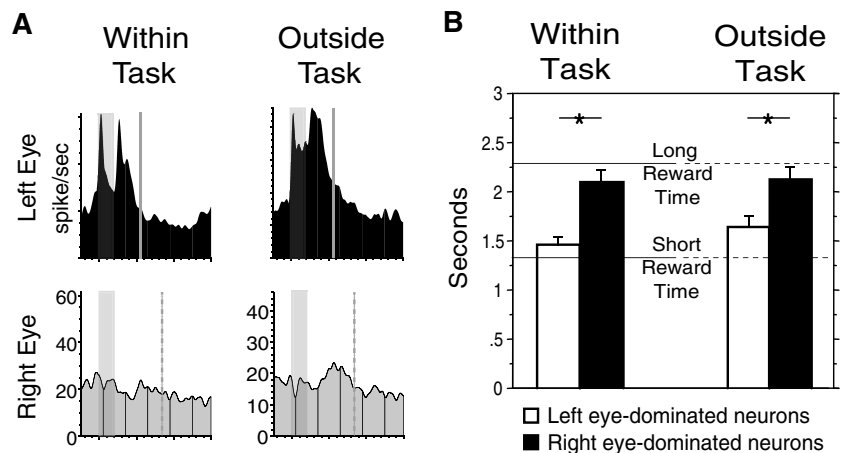 A
Within
Task
Outside
Task
Left Eye
spike/sec
Right Eye
60
40
20
0
40
30
20
10
0
B
Within
Task
Outside
Task
Seconds
3
2.5
2
1.5
1
.5
0
*
*
Long
Reward
Time
Short
Reward
Time
Left eye-dominated neurons
Right eye-dominated neurons